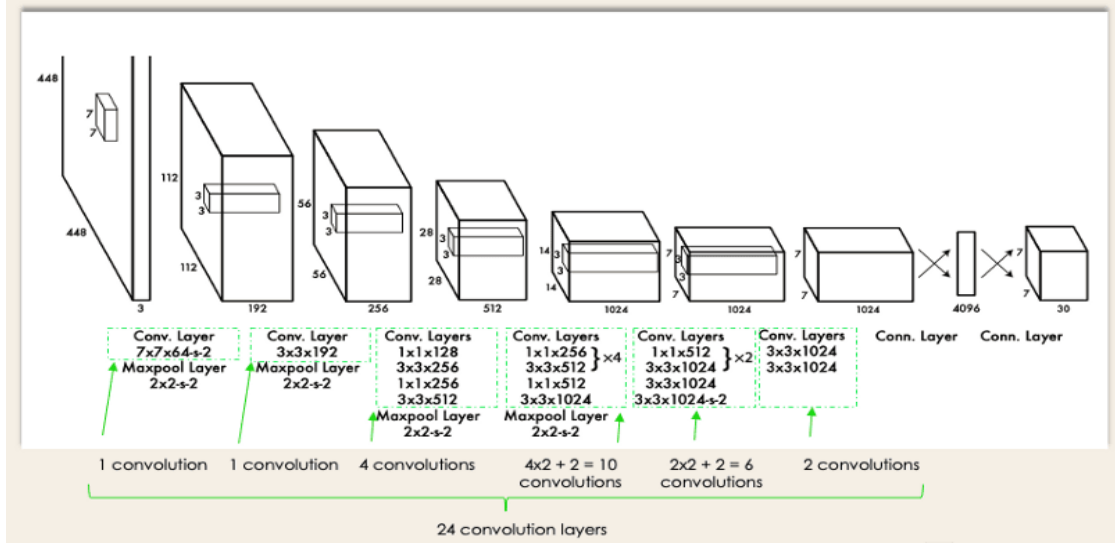 448
7
7
448
3
112
3
3
112
192
56
3
3
56
256
28
3
3
28
512
14
3
3
14
1024
7
3
3
7
1024
7
7
1024
4096
7
7
30
Conv. Layer
7x7x64-s-2
Maxpool Layer
2x2-s-2
Conv. Layer
3x3x192
Maxpool Layer
2x2-s-2
Conv. Layers
1x1x128
3x3x256
1x1x256
3x3x512
Maxpool Layer
2x2-s-2
Conv. Layers
1x1x256
3x3x512
} ×4
1x1x512
3x3x1024
Maxpool Layer
2x2-s-2
Conv. Layers
1x1x512
3x3x1024
} ×2
3x3x1024
3x3x1024-s-2
Conv. Layers
3x3x1024
3x3x1024
Conn. Layer
Conn. Layer
1 convolution
1 convolution
4 convolutions
4x2 + 2 = 10
convolutions
2x2 + 2 = 6
convolutions
2 convolutions
24 convolution layers